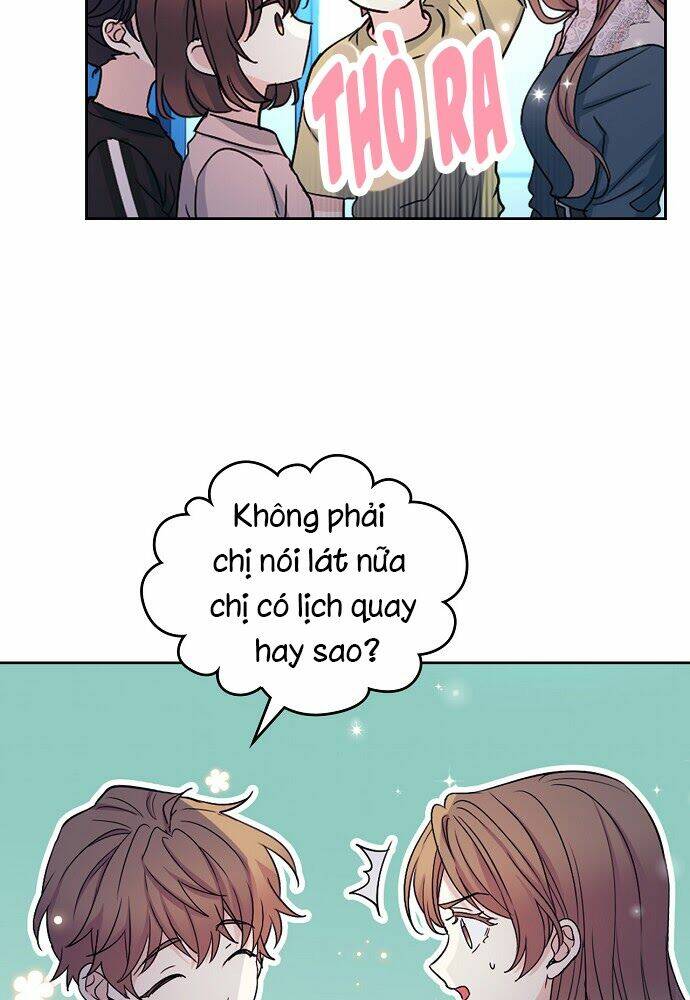 THÒ RA
Không phải
chị nói lát nữa
chị có lịch quay
hay sao?